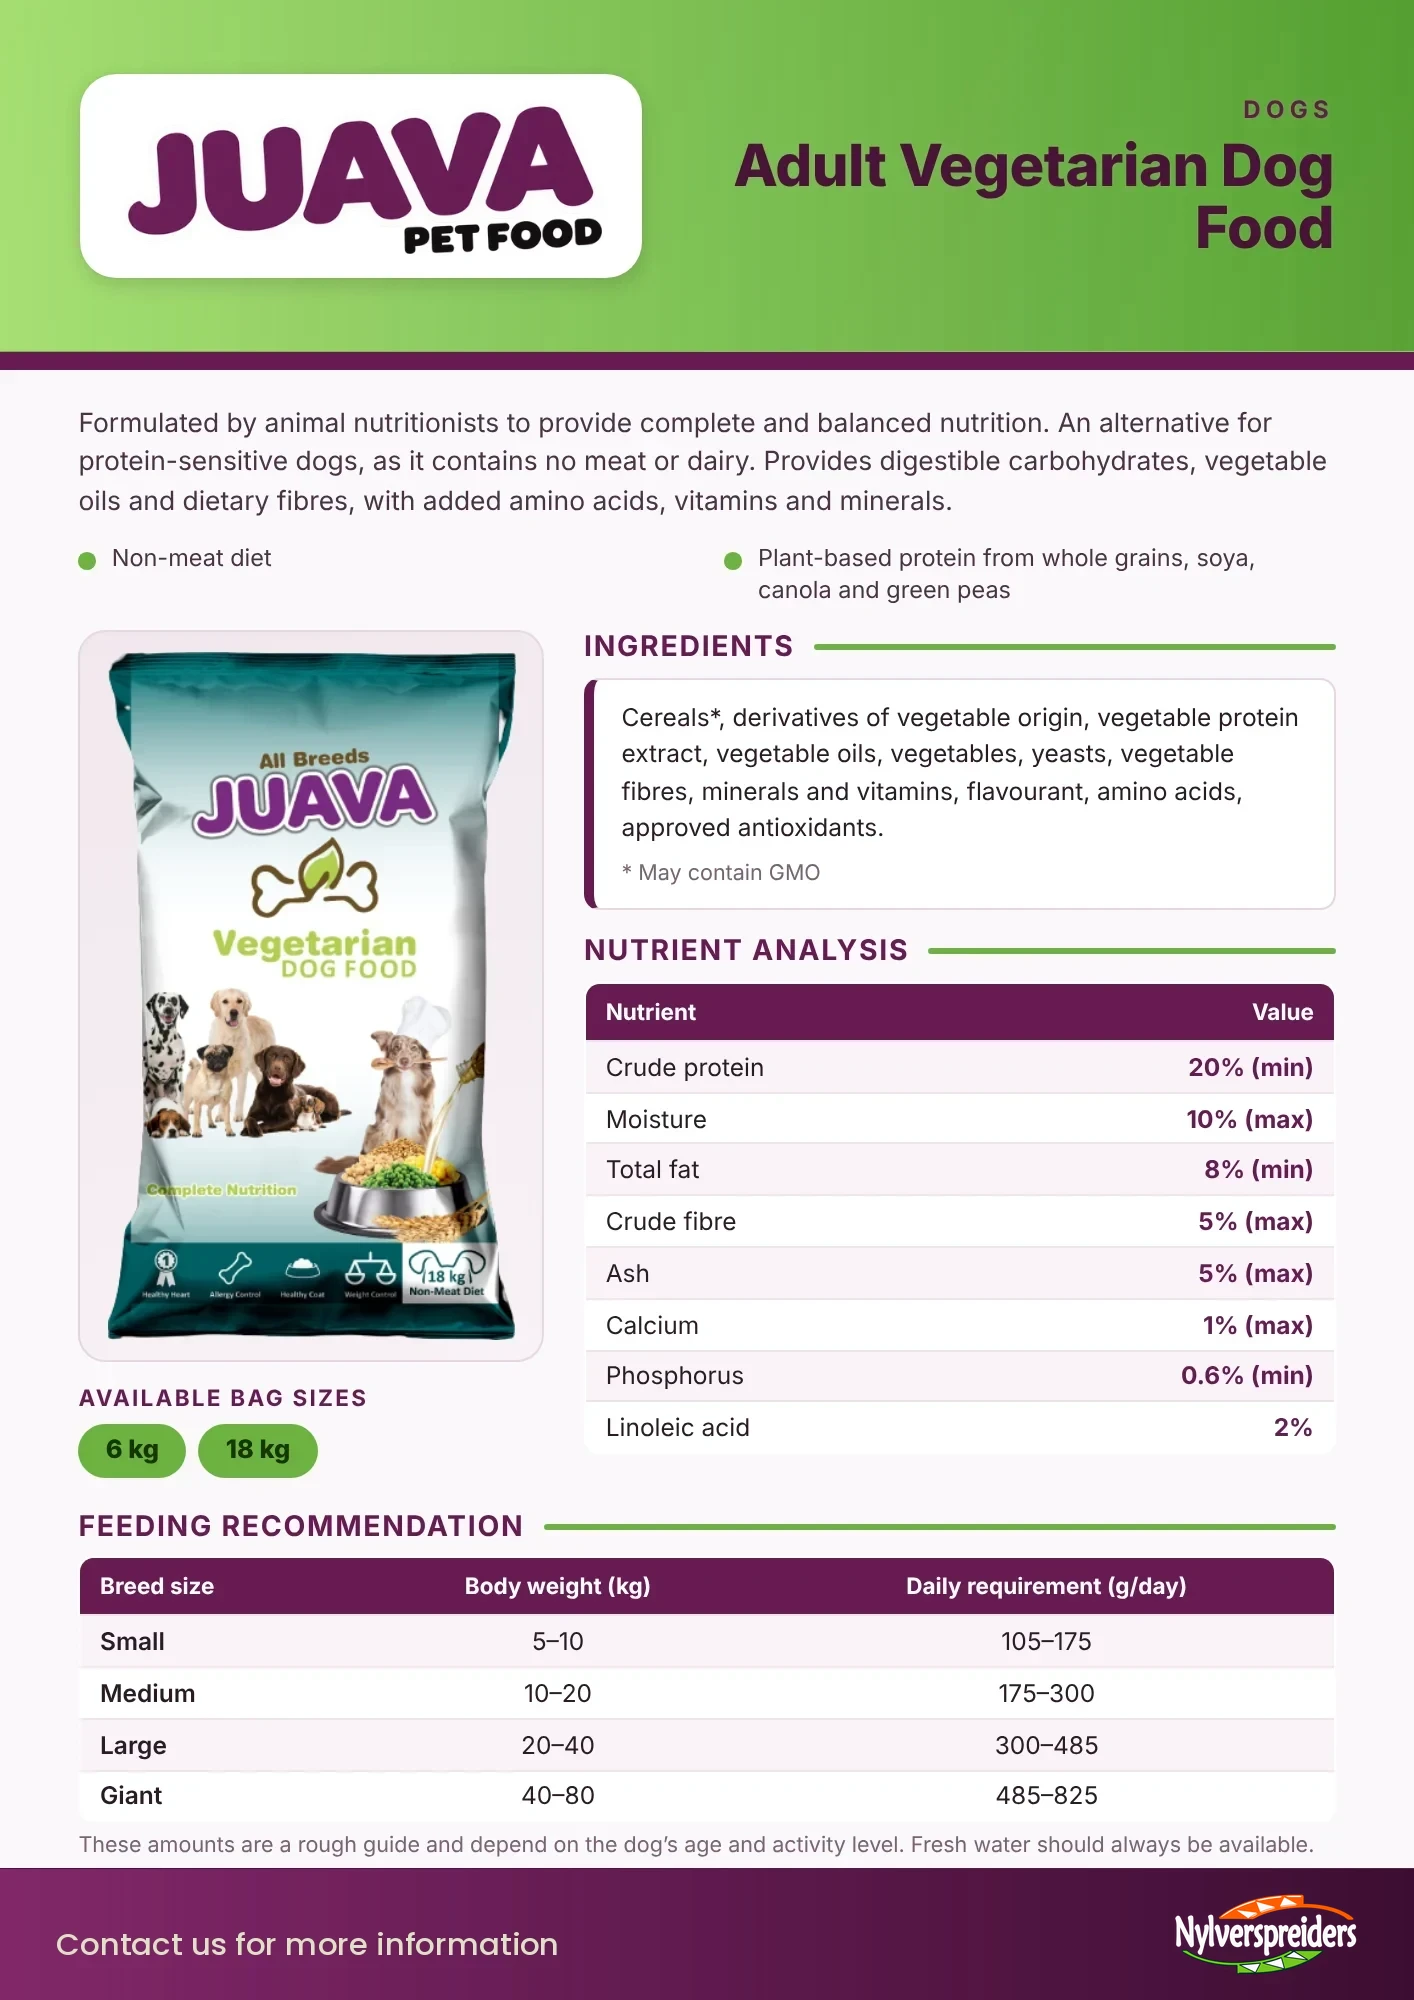 JUAVA
PET FOOD
DOGS
Adult Vegetarian Dog
Food
Formulated by animal nutritionists to provide complete and balanced nutrition. An alternative for
protein-sensitive dogs, as it contains no meat or dairy. Provides digestible carbohydrates, vegetable
oils and dietary fibres, with added amino acids, vitamins and minerals.
Non-meat diet
Plant-based protein from whole grains, soya,
canola and green peas
All Breeds
JUAVA
Vegetarian
DOG FOOD
Complete Nutrition
1
Healthy Heart
Allergy Control
Healthy Coat
Weight Control
18 kg
Non-Meat Diet
AVAILABLE BAG SIZES
6 kg
18 kg
INGREDIENTS
Cereals*, derivatives of vegetable origin, vegetable protein
extract, vegetable oils, vegetables, yeasts, vegetable
fibres, minerals and vitamins, flavourant, amino acids,
approved antioxidants.
* May contain GMO
NUTRIENT ANALYSIS
Nutrient Value
Crude protein 20% (min)
Moisture 10% (max)
Total fat 8% (min)
Crude fibre 5% (max)
Ash 5% (max)
Calcium 1% (max)
Phosphorus 0.6% (min)
Linoleic acid 2%
FEEDING RECOMMENDATION
Breed size Body weight (kg) Daily requirement (g/day)
Small 5–10 105–175
Medium 10–20 175–300
Large 20–40 300–485
Giant 40–80 485–825
These amounts are a rough guide and depend on the dog’s age and activity level. Fresh water should always be available.
Contact us for more information
Nylverspreiders